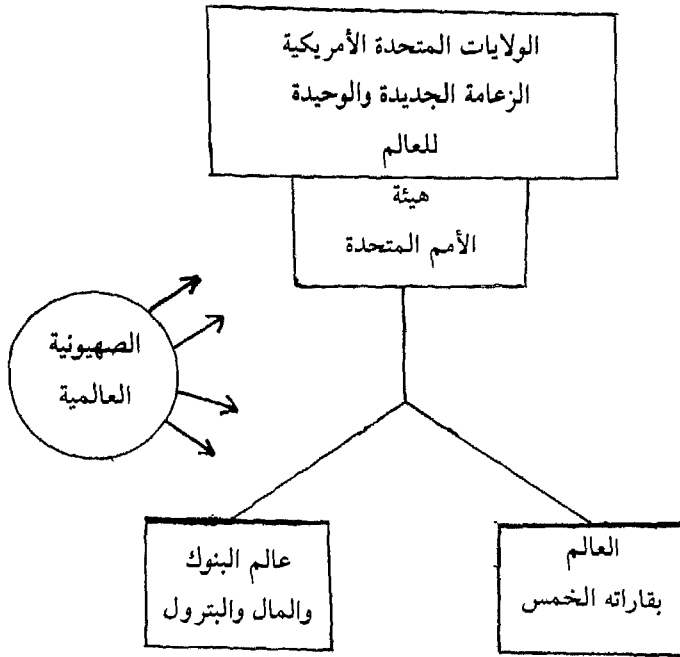 الولايات المتحدة الأمريكية
الزعامة الجديدة والوحيدة
للعالم
هيئة
الأمم المتحدة
الصهيونية
العالمية
عالم البنوك
والمال والبترول
العالم
بقاراته الخمس